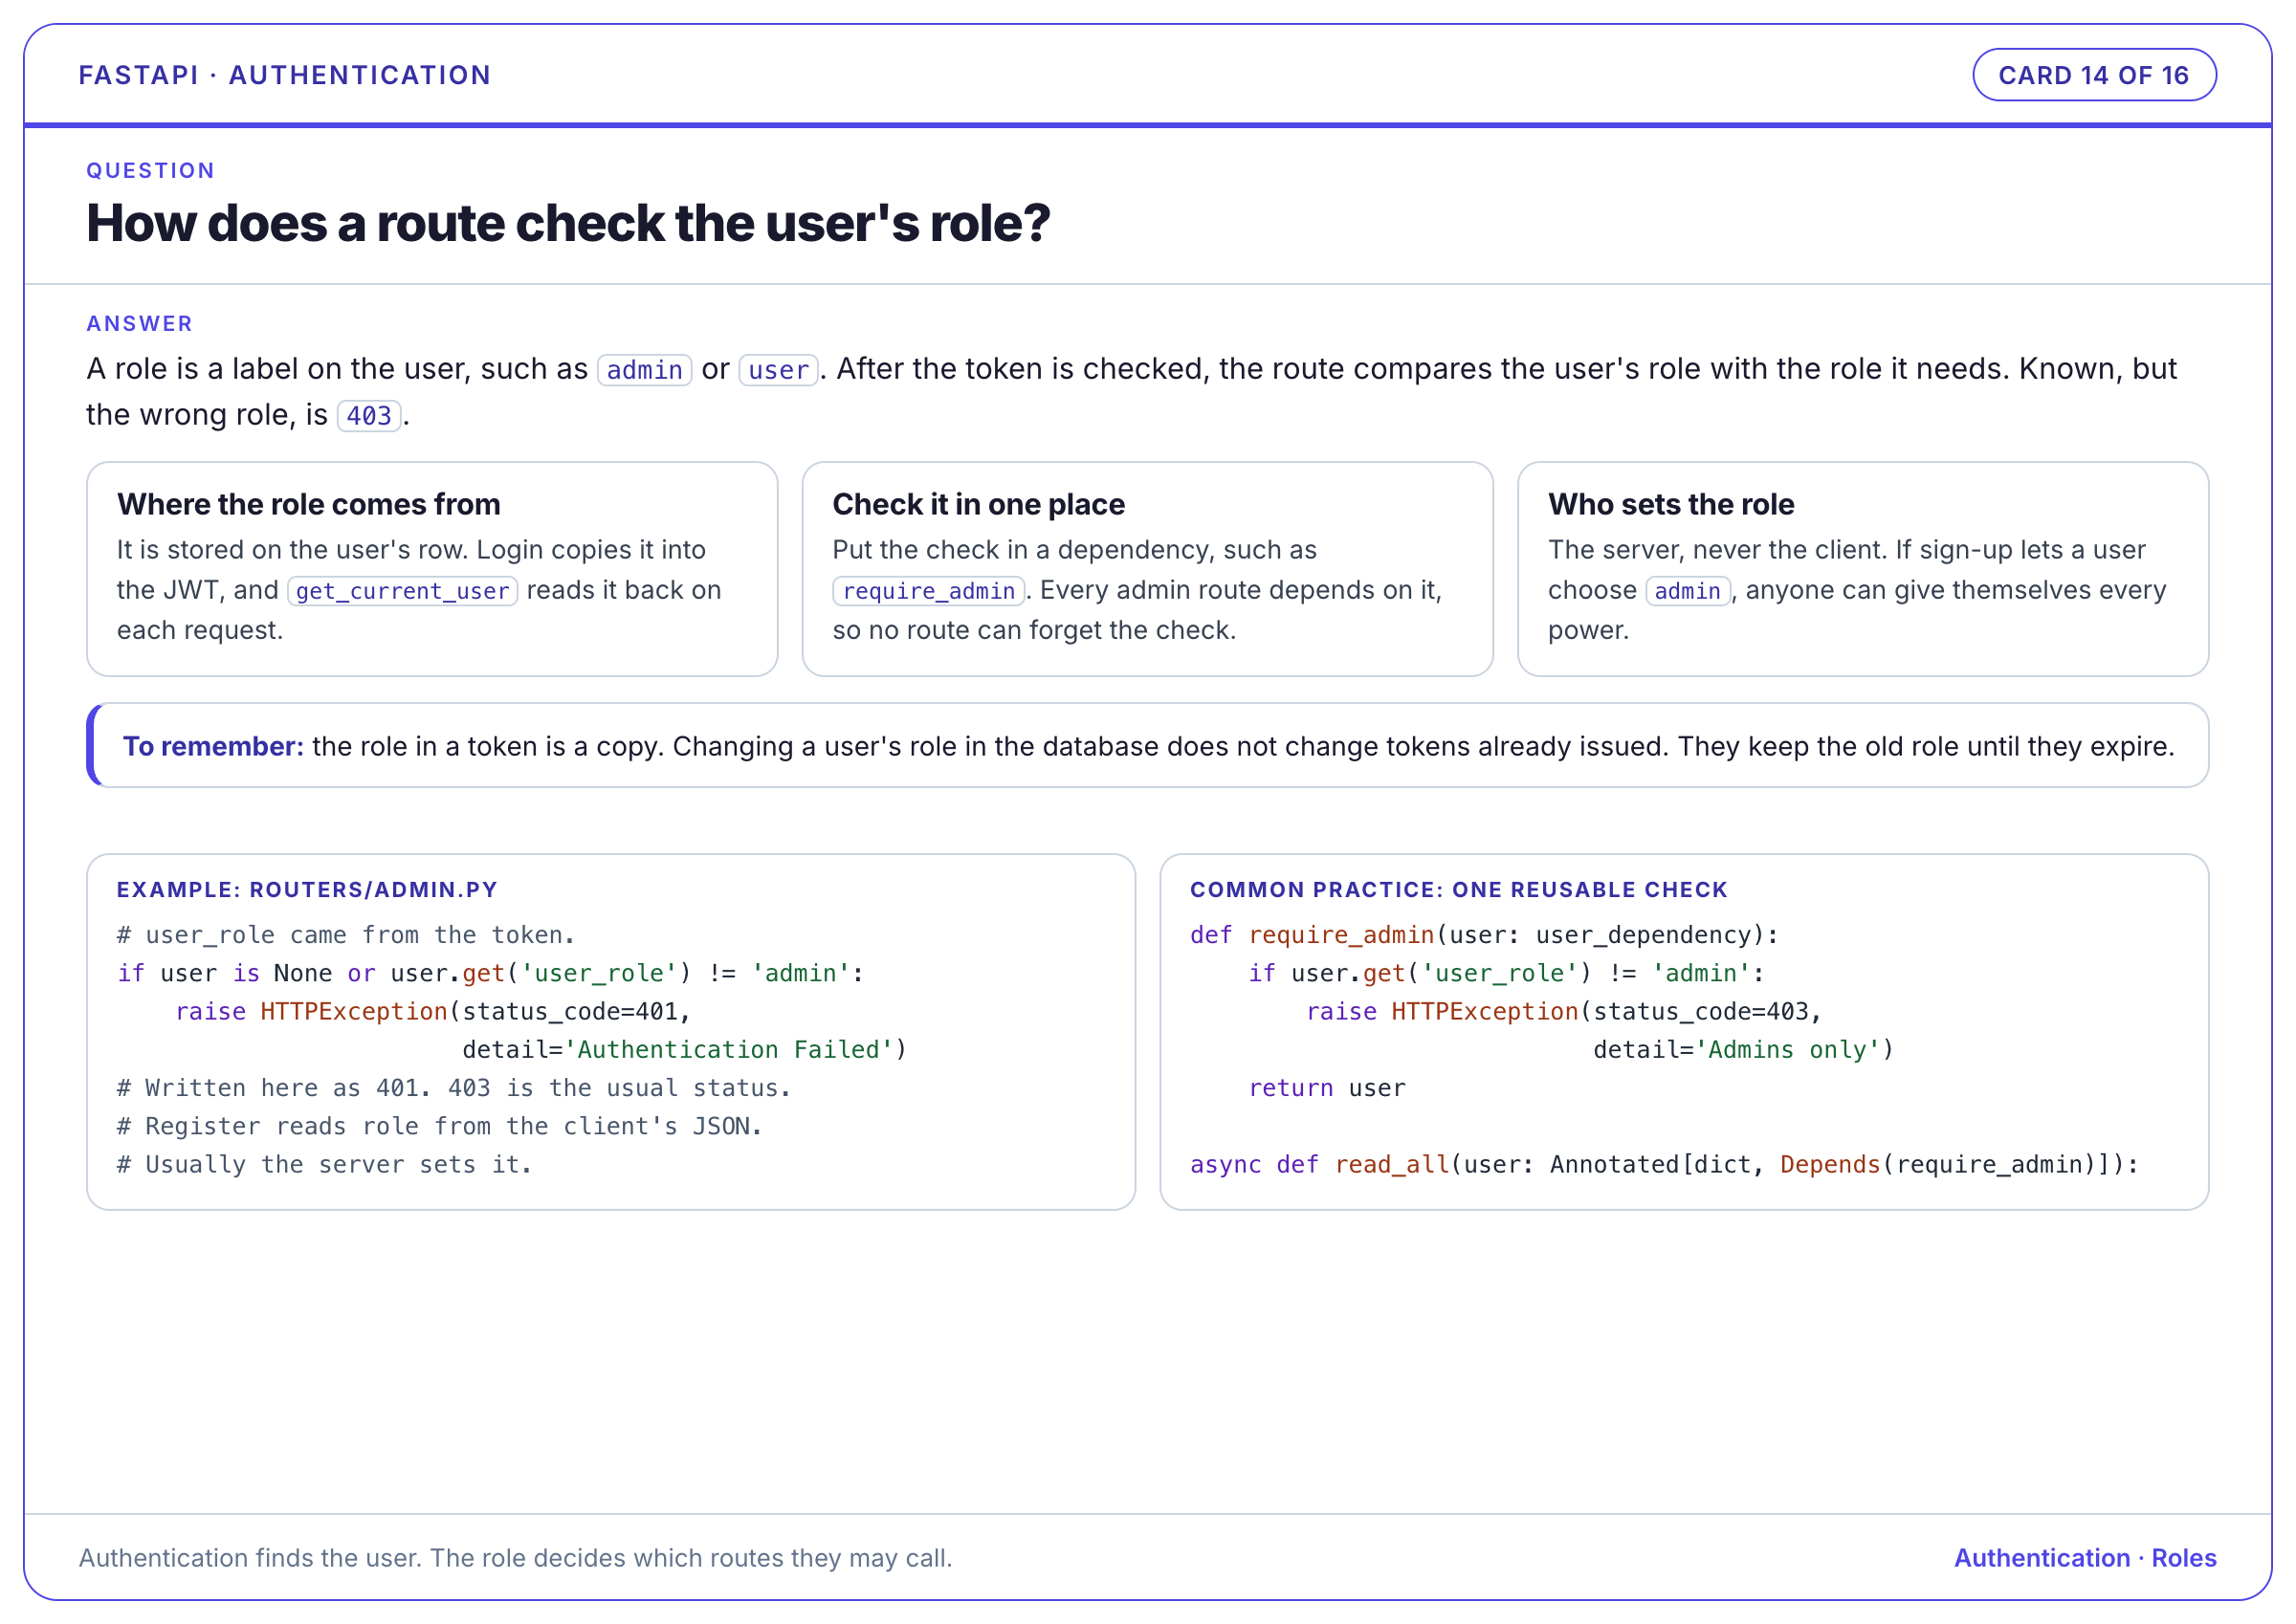 FASTAPI · AUTHENTICATION
CARD 14 OF 16
QUESTION
How does a route check the user's role?
ANSWER
A role is a label on the user, such as admin or user. After the token is checked, the route compares the user's role with the role it needs. Known, but
the wrong role, is 403.
Where the role comes from
It is stored on the user's row. Login copies it into
the JWT, and get_current_user reads it back on
each request.
Check it in one place
Put the check in a dependency, such as
require_admin. Every admin route depends on it,
so no route can forget the check.
Who sets the role
The server, never the client. If sign-up lets a user
choose admin, anyone can give themselves every
power.
To remember: the role in a token is a copy. Changing a user's role in the database does not change tokens already issued. They keep the old role until they expire.
EXAMPLE: ROUTERS/ADMIN.PY
# user_role came from the token.
if user is None or user.get('user_role') != 'admin':
    raise HTTPException(status_code=401,
                        detail='Authentication Failed')
# Written here as 401. 403 is the usual status.
# Register reads role from the client's JSON.
# Usually the server sets it.
COMMON PRACTICE: ONE REUSABLE CHECK
def require_admin(user: user_dependency):
    if user.get('user_role') != 'admin':
        raise HTTPException(status_code=403,
                            detail='Admins only')
    return user
async def read_all(user: Annotated[dict, Depends(require_admin)]):
Authentication finds the user. The role decides which routes they may call.
Authentication · Roles